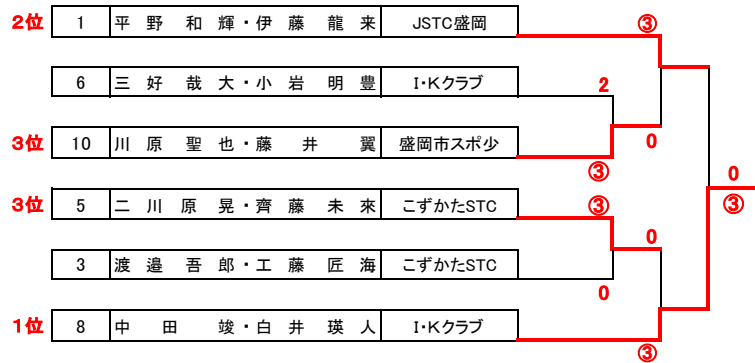 2位 1 平野和輝・伊藤龍来 JSTC盛岡 ③
6 三好哉大・小岩明豊 I・Kクラブ 2
0
3位 10 川原聖也・藤井翼 盛岡市スポ少 ③
0
3位 5 二川原晃・齊藤未來 こずかたSTC ③
③
0
3 渡邉吾郎・工藤匠海 こずかたSTC 0
1位 8 中田竣・白井瑛人 I・Kクラブ ③